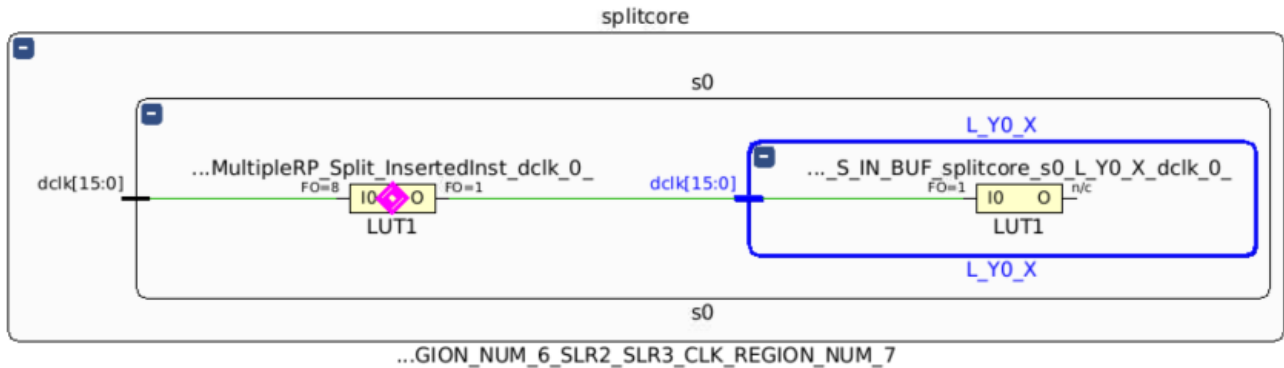 splitcore
s0
L_Y0_X
...MultipleRP_Split_InsertedInst_dclk_0_
..._S_IN_BUF_splitcore_s0_L_Y0_X_dclk_0_
dclk[15:0]
FO=8
I0
O
FO=1
LUT1
dclk[15:0]
FO=1
I0
O
n/c
LUT1
L_Y0_X
s0
...GION_NUM_6_SLR2_SLR3_CLK_REGION_NUM_7